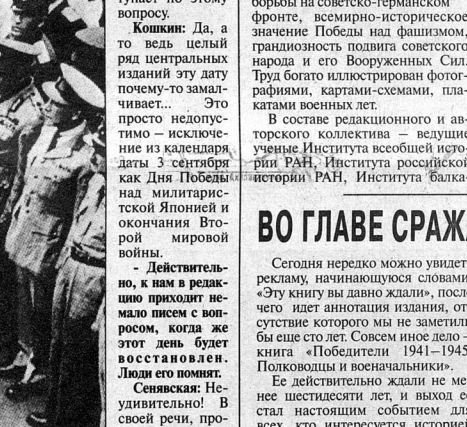 тупает по этому
вопросу.
Кошкин: Да, а
то ведь целый
ряд центральных
изданий эту дату
почему-то замал-
чивает... Это
просто недопус-
тимо – исключе-
ние из календаря
даты 3 сентября
как Дня Победы
над милитарис-
тской Японией и
окончания Вто-
рой мировой
войны.
- Действитель-
но, к нам в редак-
цию приходит не-
мало писем с воп-
росом, когда же
этот день будет
восстановлен.
Люди его помнят.
Сенявская: Не-
удивительно! В
своей речи, про-
борьбы на советско-германском
фронте, всемирно-историческое
значение Победы над фашизмом,
грандиозность подвига советского
народа и его Вооруженных Сил.
Труд богато иллюстрирован фотог-
рафиями, картами-схемами, пла-
катами военных лет.
В составе редакционного и ав-
торского коллектива – ведущие
ученые Института всеобщей исто-
рии РАН, Института российской
истории РАН, Института балка-
ВО ГЛАВЕ СРАЖ
Сегодня нередко можно увидет
рекламу, начинающуюся словами
«Эту книгу вы давно ждали», посл
чего идет аннотация издания, от
сутствие которого мы не заметил
бы еще сто лет. Совсем иное дело –
книга «Победители 1941–1945
Полководцы и военачальники».
Ее действительно ждали не ме
нее шестидесяти лет, и выход е
стал настоящим событием дл
всех, кто интересуется историе